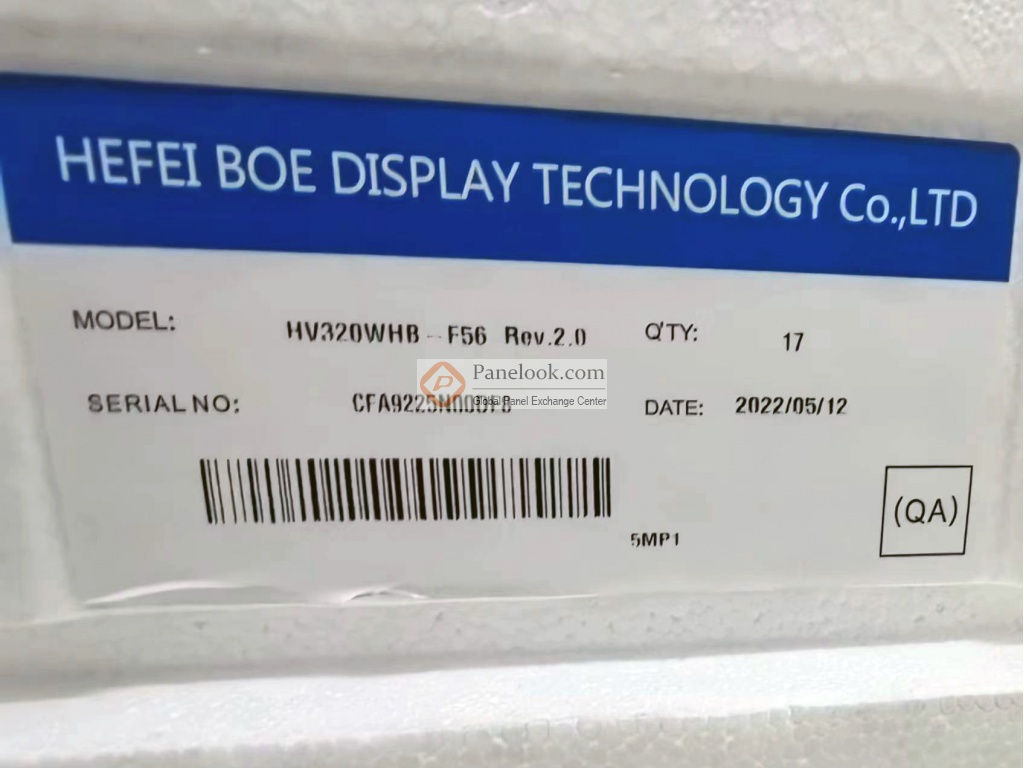 HEFEI BOE DISPLAY TECHNOLOGY Co.,LTD
MODEL: HV320WHB-F56 Rev.2.0 Q'TY: 17
Panelook.com
Global Panel Exchange Center
SERIAL NO: DATE: 2022/05/12
5MP1
(QA)